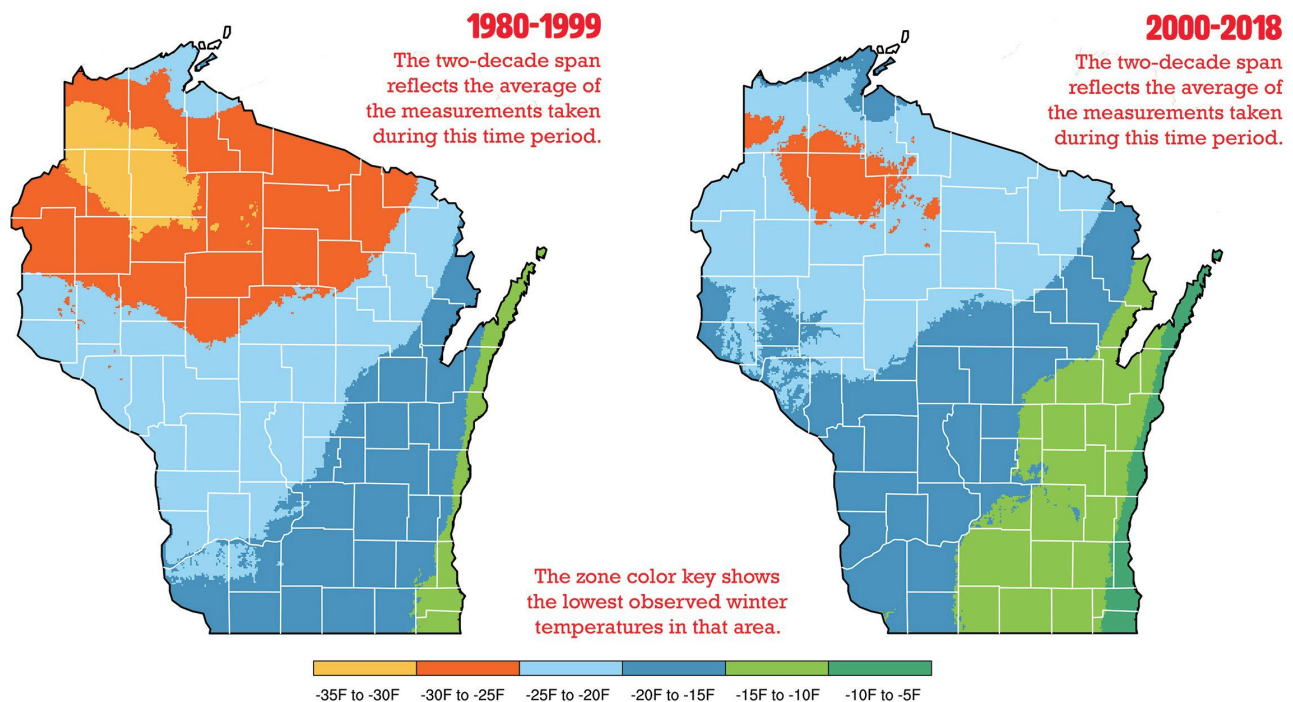 1980-1999
The two-decade span
reflects the average of
the measurements taken
during this time period.
2000-2018
The two-decade span
reflects the average of
the measurements taken
during this time period.
The zone color key shows
the lowest observed winter
temperatures in that area.
-35F to -30F -30F to -25F -25F to -20F -20F to -15F -15F to -10F -10F to -5F